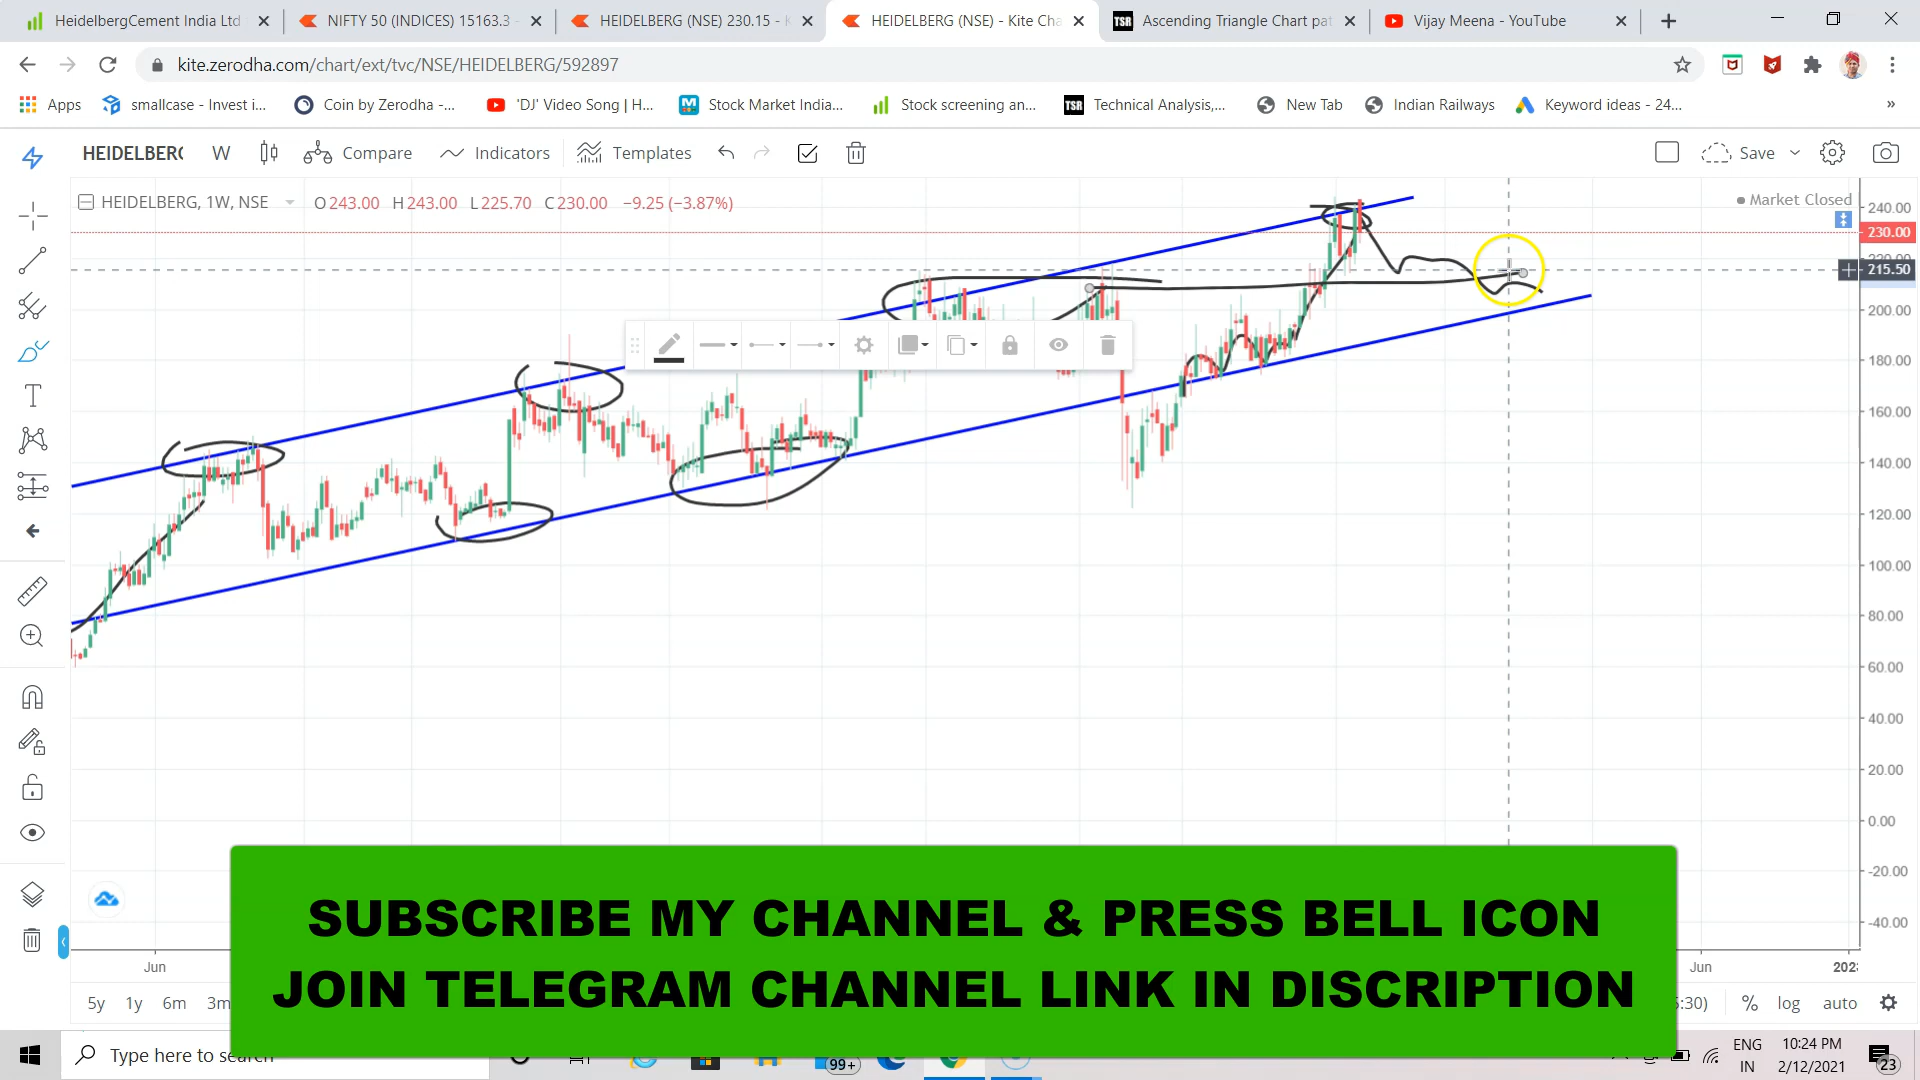 HeidelbergCement India Ltd
NIFTY 50 (INDICES) 15163.3 -
HEIDELBERG (NSE) 230.15 - K
HEIDELBERG (NSE) - Kite Cha
TSR Ascending Triangle Chart pat
Vijay Meena - YouTube
kite.zerodha.com/chart/ext/tvc/NSE/HEIDELBERG/592897
Apps
smallcase - Invest i...
Coin by Zerodha -...
'DJ' Video Song | H...
Stock Market India...
Stock screening an...
TSR Technical Analysis,...
New Tab
Indian Railways
Keyword ideas - 24...
»
HEIDELBERG
W
Compare
Indicators
Templates
Save
HEIDELBERG, 1W, NSE
O 243.00 H 243.00 L 225.70 C 230.00 −9.25 (−3.87%)
Market Closed
240.00
230.00
215.50
200.00
180.00
160.00
140.00
120.00
100.00
80.00
60.00
40.00
20.00
0.00
-20.00
-40.00
SUBSCRIBE MY CHANNEL & PRESS BELL ICON
JOIN TELEGRAM CHANNEL LINK IN DISCRIPTION
Jun
Jun
5y 1y 6m 3m
5:30) % log auto
Type here to search
99+
ENG
IN
10:24 PM
2/12/2021
23